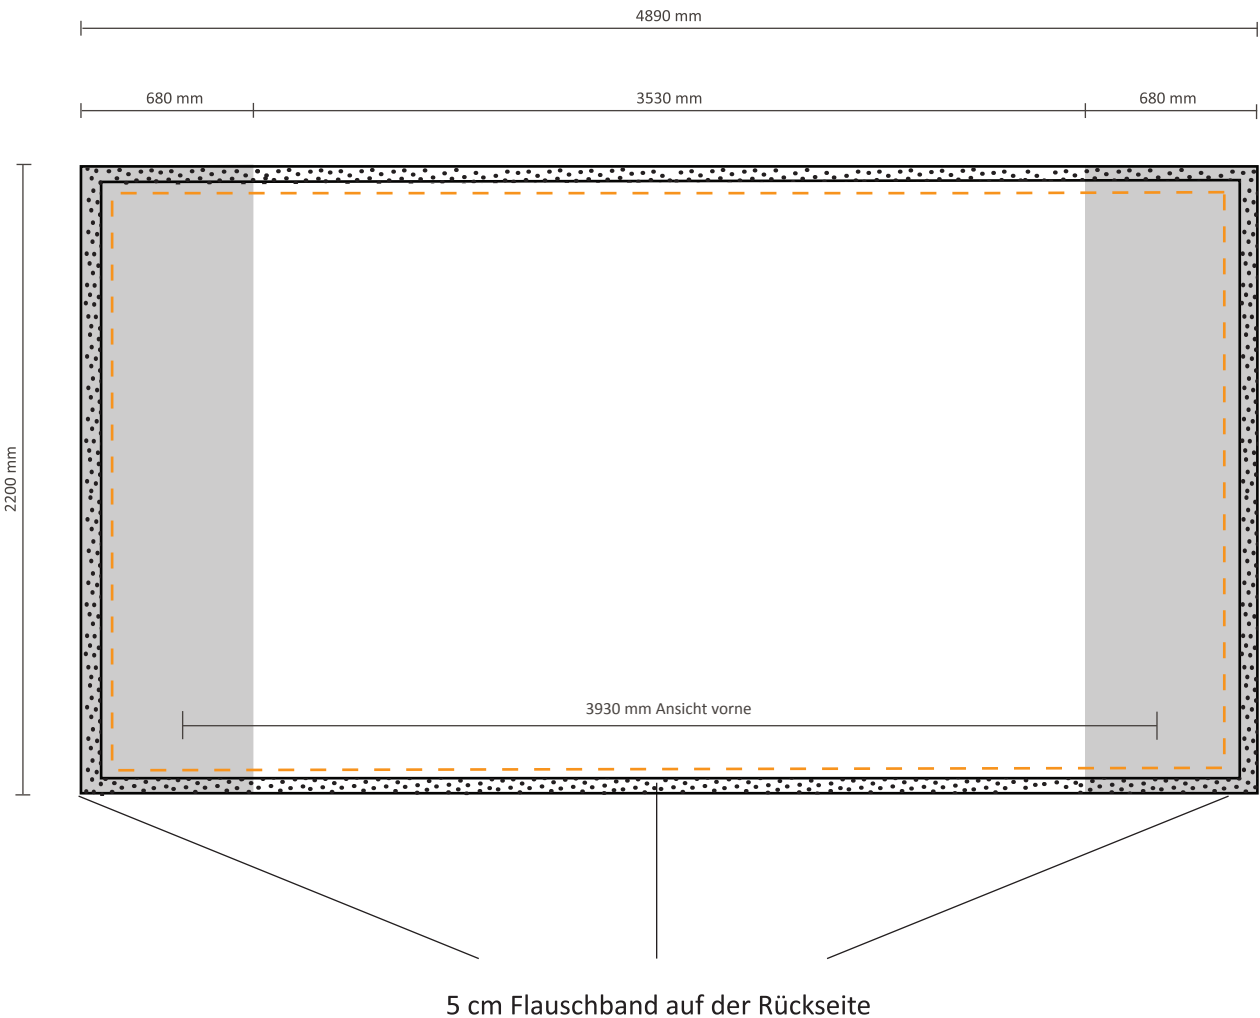 4890 mm
680 mm
3530 mm
680 mm
2200 mm
3930 mm Ansicht vorne
5 cm Flauschband auf der Rückseite